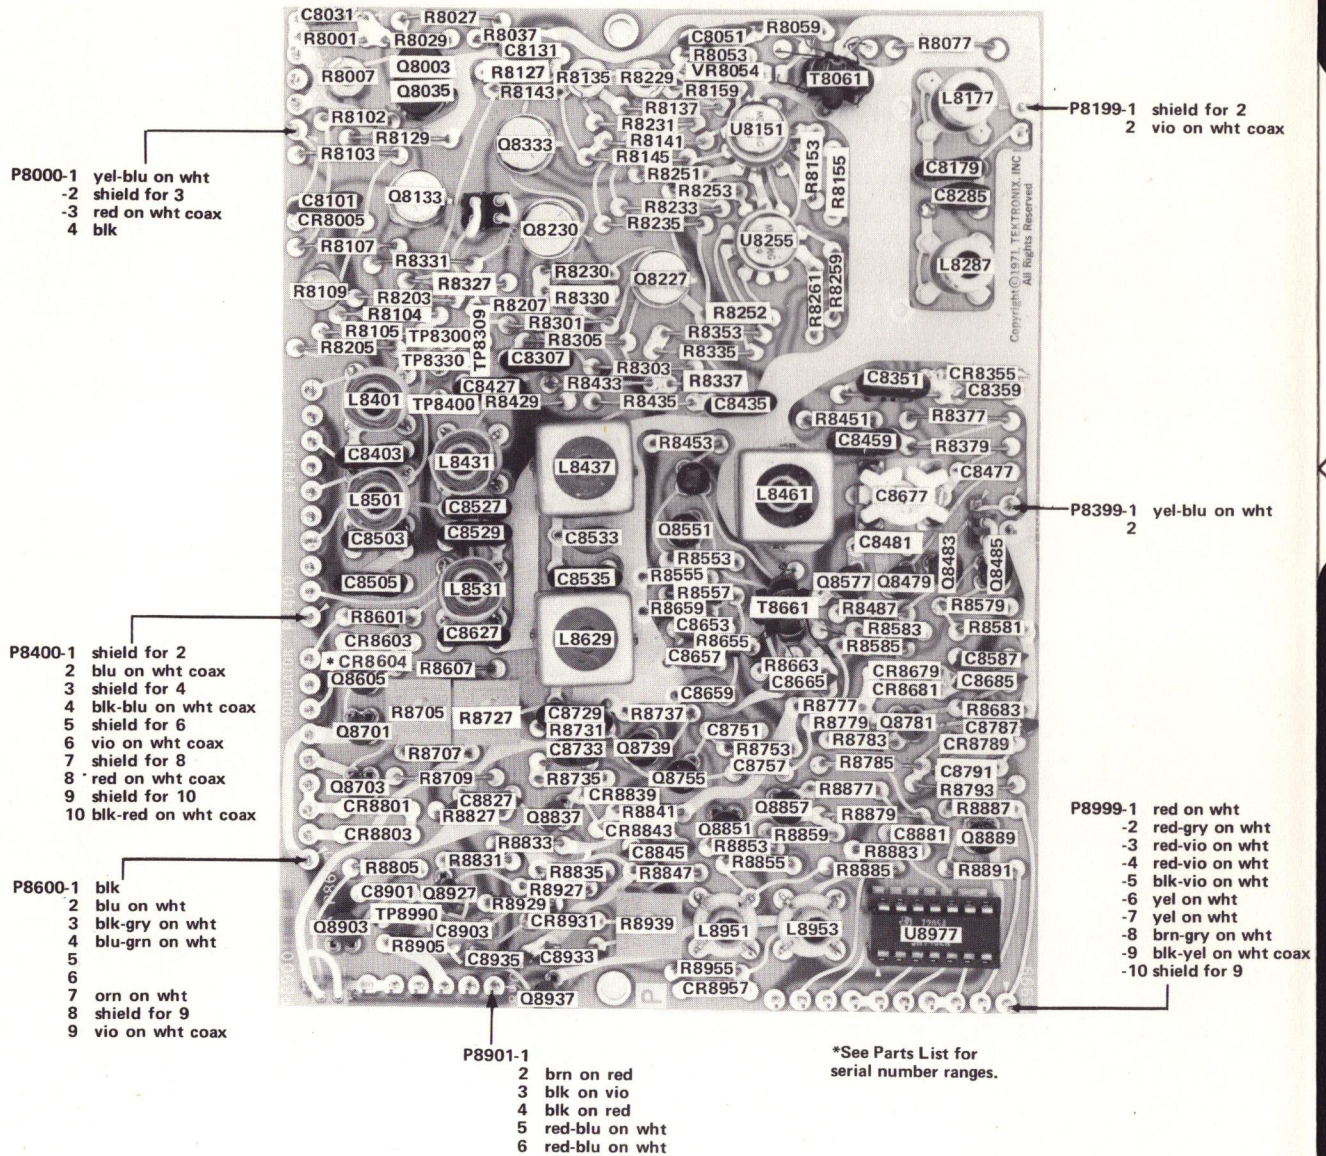 C8031 R8027 R8059
R8001 R8029 R8037 C8051 R8077
C8131 R8053
R8007 Q8003 R8127 R8135 R8229 VR8054 T8061
Q8035 R8143 R8159 L8177
R8137
R8102 R8231 U8151
R8129 Q8333 R8141 R8153 R8155
R8103 R8145
R8251 C8179
Q8133 R8253 C8285
C8101 R8233
CR8005 Q8230 R8235
R8107 U8255
R8331 R8230 Q8227 L8287
R8327 R8261 R8259
R8109 R8203 R8207 R8330
R8104 R8301 R8252
R8105 TP8300 TP8309 R8305 R8353
R8205 TP8330 C8307 R8335
R8303
C8427 R8433 R8337 C8351 CR8355
C8359
L8401 TP8400 R8429 R8435 C8435
R8451 R8377
R8453 C8459 R8379
C8403 L8431 L8437 C8477
L8501 L8461 C8677
C8527
C8503 C8529 C8533 Q8551 C8481 Q8483 Q8485
R8553
C8505 L8531 C8535 R8555 Q8577 Q8479
R8557 T8661 R8487 R8579
R8601 R8659
C8627 C8653 R8583 R8581
CR8603 L8629 R8655 R8585
* CR8604 R8607 C8657 R8663 CR8679 C8587
Q8605 C8665 CR8681 C8685
C8659
R8705 R8727 C8729 R8737 R8777 R8683
Q8701 R8731 C8751 R8779 Q8781 C8787
R8707 C8733 Q8739 R8753 R8783 CR8789
C8757 R8785 C8791
Q8703 R8709 R8735 Q8755 R8793
CR8801 C8827 CR8839 R8877
R8827 Q8837 R8841 Q8857 R8879 R8887
CR8803 CR8843 Q8851 R8859 C8881 Q8889
R8833 C8845 R8853 R8883
R8805 R8831 R8835 R8847 R8855 R8885 R8891
C8901 Q8927 R8927
TP8990 R8929
Q8903 C8903 CR8931 R8939 L8951 L8953 U8977
R8905 C8935 C8933
R8955
Q8937 CR8957
Copyright © 1971, TEKTRONIX, INC
All Rights Reserved
P8000-1 yel-blu on wht
-2 shield for 3
-3 red on wht coax
4 blk
P8199-1 shield for 2
2 vio on wht coax
P8399-1 yel-blu on wht
2
P8400-1 shield for 2
2 blu on wht coax
3 shield for 4
4 blk-blu on wht coax
5 shield for 6
6 vio on wht coax
7 shield for 8
8 red on wht coax
9 shield for 10
10 blk-red on wht coax
P8600-1 blk
2 blu on wht
3 blk-gry on wht
4 blu-grn on wht
5
6
7 orn on wht
8 shield for 9
9 vio on wht coax
P8999-1 red on wht
-2 red-gry on wht
-3 red-vio on wht
-4 red-vio on wht
-5 blk-vio on wht
-6 yel on wht
-7 yel on wht
-8 brn-gry on wht
-9 blk-yel on wht coax
-10 shield for 9
P8901-1
2 brn on red
3 blk on vio
4 blk on red
5 red-blu on wht
6 red-blu on wht
*See Parts List for
serial number ranges.